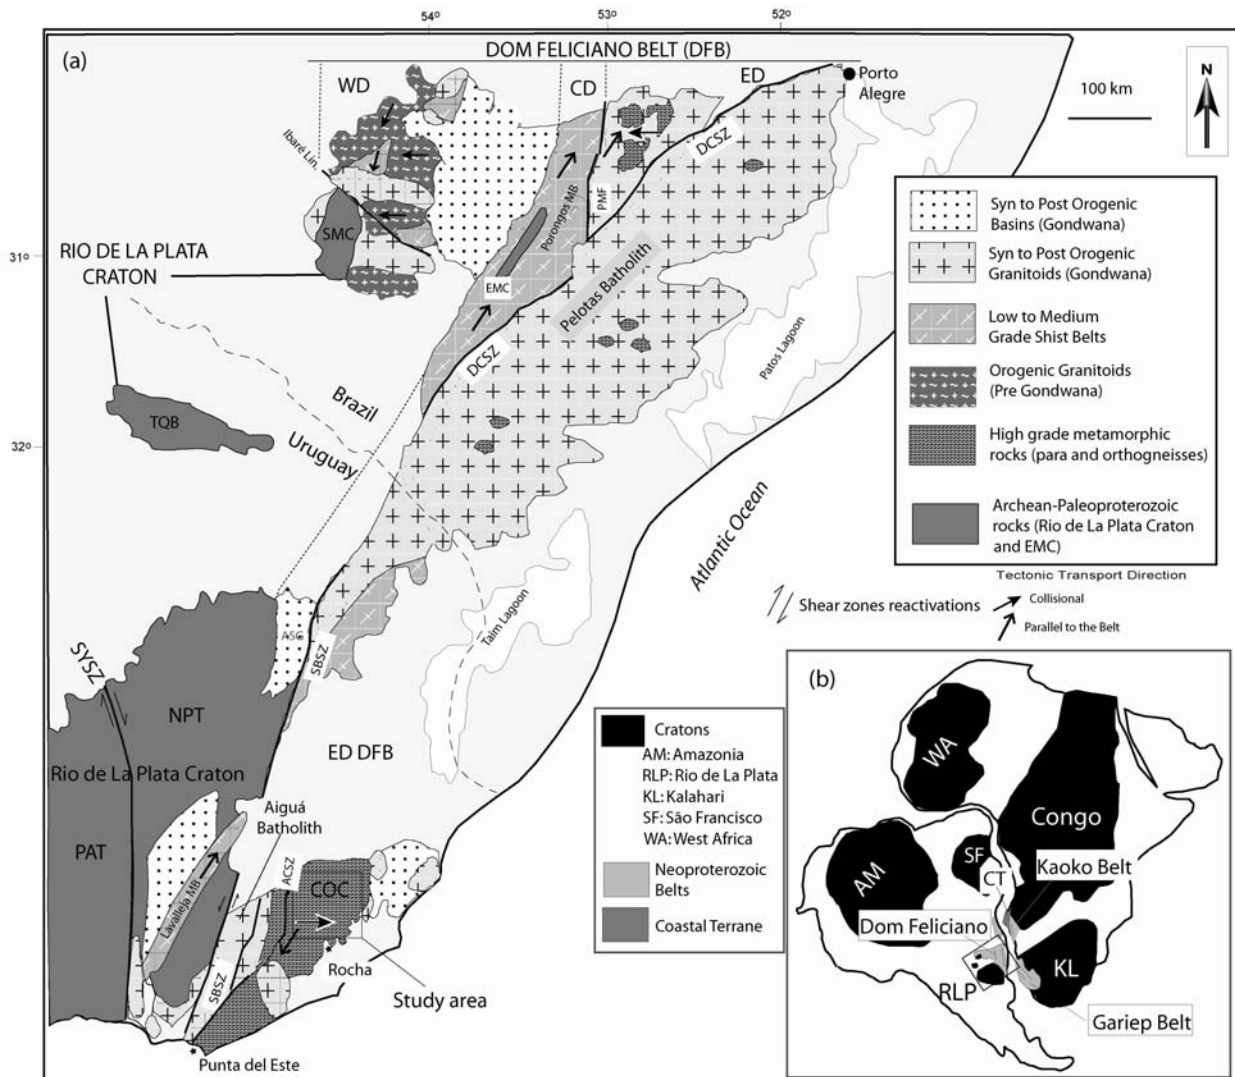 54º
53º
52º
(a)
DOM FELICIANO BELT (DFB)
WD
CD
ED
Porto
Alegre
100 km
N
Ibaré Lin.
DCSZ
PMF
Porongos MB
SMC
31º
RIO DE LA PLATA
CRATON
EMC
Pelotas Batholith
DCSZ
Patos Lagoon
Brazil
Uruguay
TQB
32º
Atlantic Ocean
Taim Lagoon
ASG
SBSZ
SYSZ
NPT
Rio de La Plata Craton
ED DFB
Aiguá
Batholith
PAT
Lavalleja MB
ACSZ
COC
SBSZ
Rocha
Study area
Punta del Este
Syn to Post Orogenic
Basins (Gondwana)
Syn to Post Orogenic
Granitoids (Gondwana)
Low to Medium
Grade Shist Belts
Orogenic Granitoids
(Pre Gondwana)
High grade metamorphic
rocks (para and orthogneisses)
Archean-Paleoproterozoic
rocks (Rio de La Plata Craton
and EMC)
Tectonic Transport Direction
Shear zones reactivations
Collisional
Parallel to the Belt
Cratons
AM: Amazonia
RLP: Rio de La Plata
KL: Kalahari
SF: São Francisco
WA: West Africa
Neoproterozoic
Belts
Coastal Terrane
(b)
WA
Congo
AM
SF
CT
Kaoko Belt
Dom Feliciano
RLP
KL
Gariep Belt